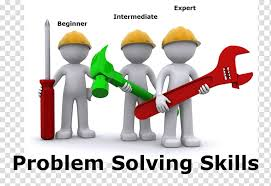 Expert
Intermediate
Beginner
Problem Solving Skills